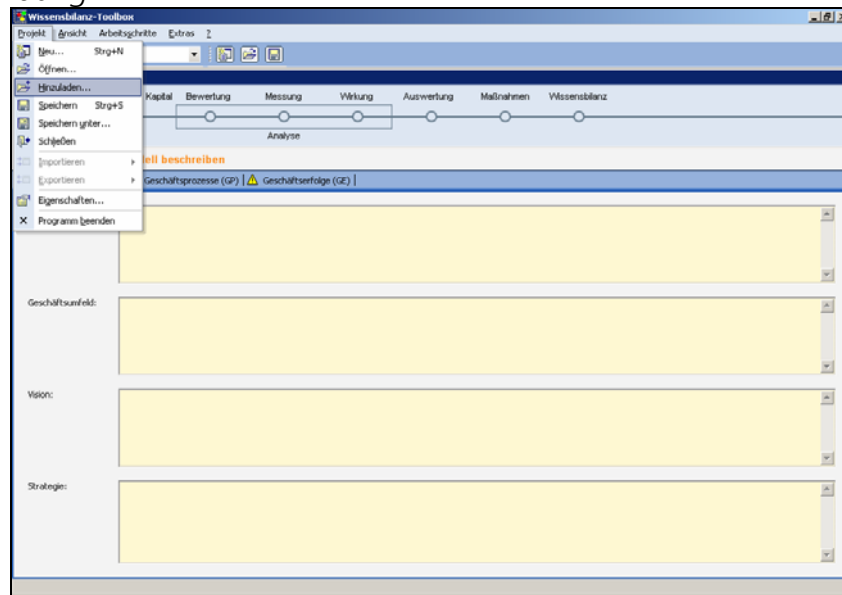 Wissensbilanz-Toolbox
Projekt Ansicht Arbeitsschritte Extras ?
Neu... Strg+N
Öffnen...
Hinzuladen...
Speichern Strg+S
Speichern unter...
Schließen
Importieren
Exportieren
Eigenschaften...
Programm beenden
Kapital Bewertung Messung Wirkung Auswertung Maßnahmen Wissensbilanz
Analyse
ell beschreiben
Geschäftsprozesse (GP) | Geschäftserfolge (GE) |
Geschäftsumfeld:
Vision:
Strategie: